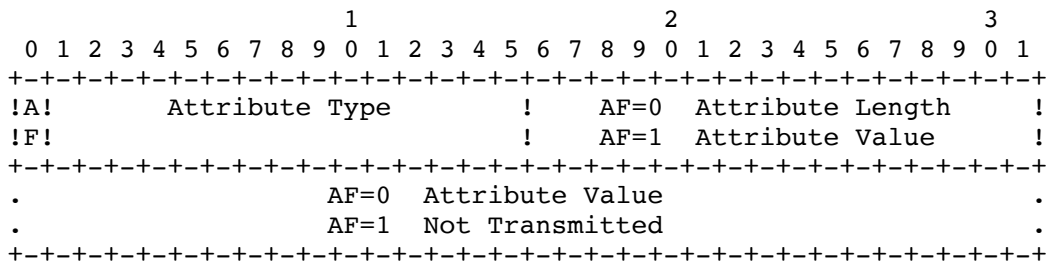 1                   2                   3
 0 1 2 3 4 5 6 7 8 9 0 1 2 3 4 5 6 7 8 9 0 1 2 3 4 5 6 7 8 9 0 1
+-+-+-+-+-+-+-+-+-+-+-+-+-+-+-+-+-+-+-+-+-+-+-+-+-+-+-+-+-+-+-+-+
!A!       Attribute Type        !    AF=0  Attribute Length     !
!F!                             !    AF=1  Attribute Value      !
+-+-+-+-+-+-+-+-+-+-+-+-+-+-+-+-+-+-+-+-+-+-+-+-+-+-+-+-+-+-+-+-+
.                   AF=0  Attribute Value                       .
.                   AF=1  Not Transmitted                       .
+-+-+-+-+-+-+-+-+-+-+-+-+-+-+-+-+-+-+-+-+-+-+-+-+-+-+-+-+-+-+-+-+